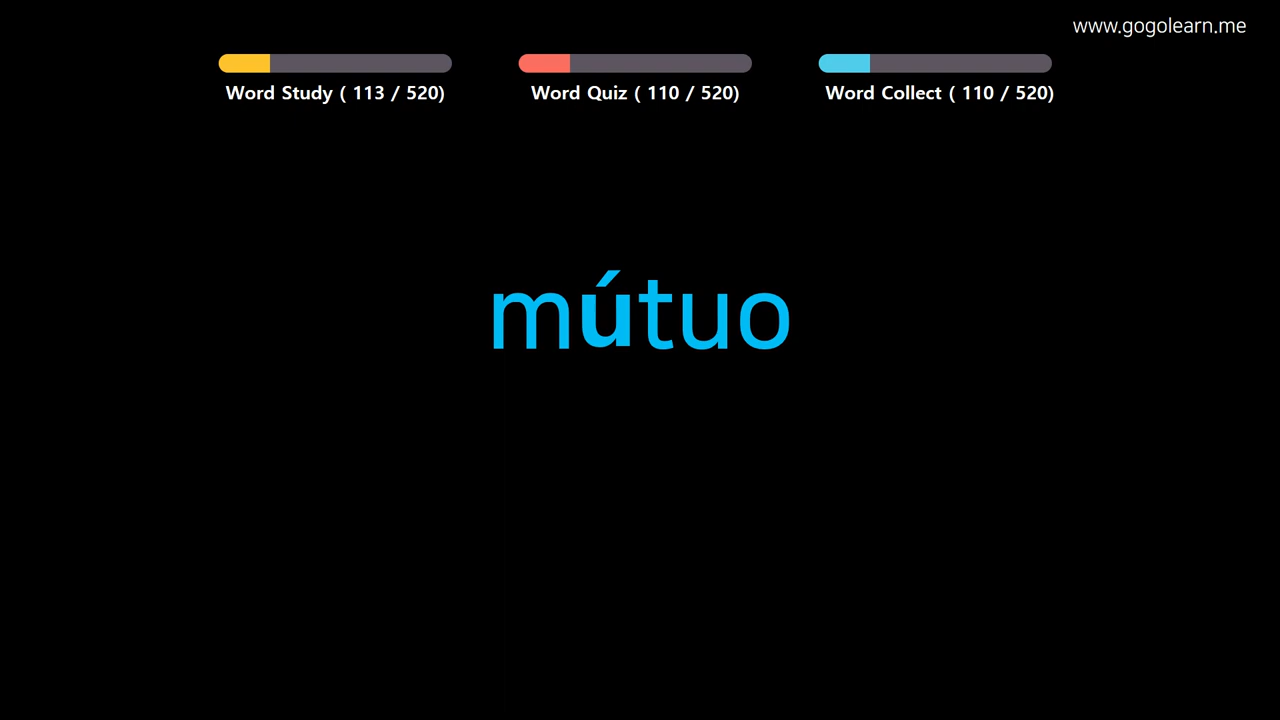 www.gogolearn.me
Word Study ( 113 / 520)
Word Quiz ( 110 / 520)
Word Collect ( 110 / 520)
mútuo